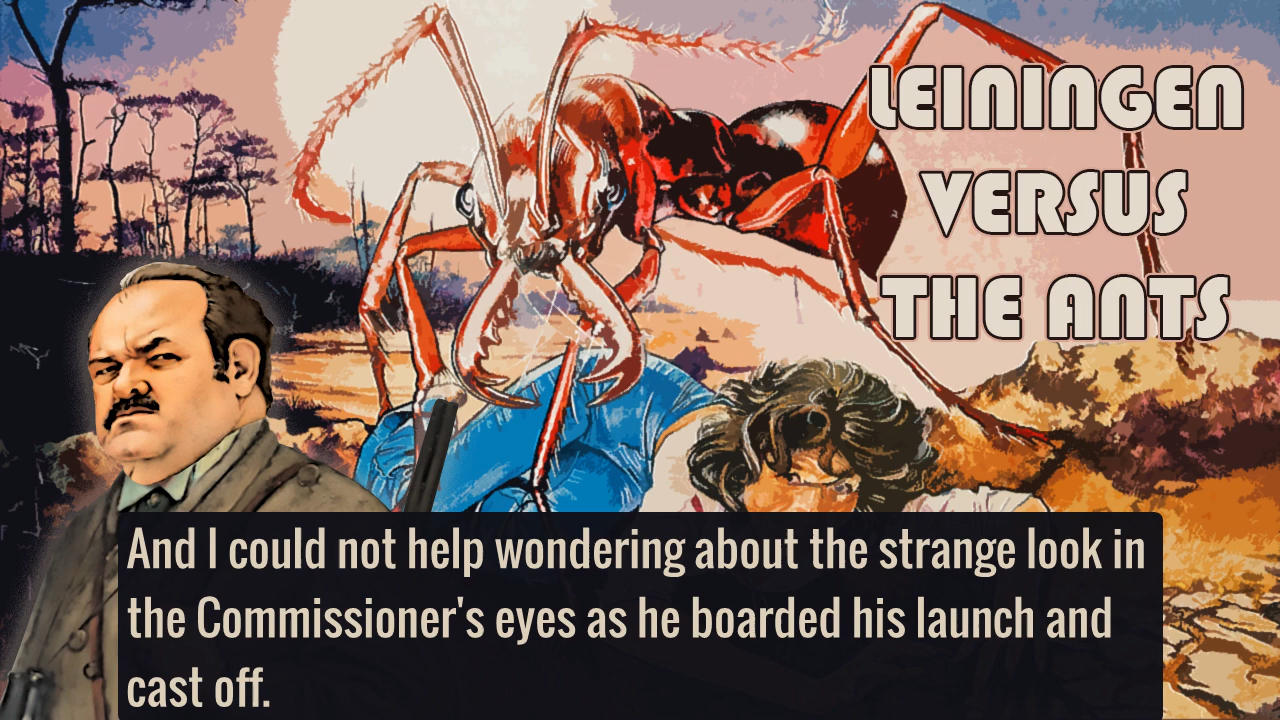 LEININGEN
VERSUS
THE ANTS
And I could not help wondering about the strange look in
the Commissioner's eyes as he boarded his launch and
cast off.